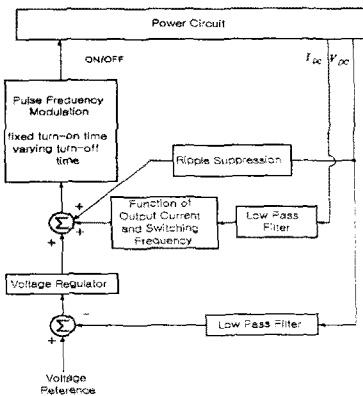 Power Circuit
ON/OFF
I_DC V_DC
Pulse Frequency
Modulation
fixed turn-on time
varying turn-off
time
Ripple Suppression
+
+
+
+
Σ
Function of
Output Current
and Switching
Frequency
Low Pass
Filter
Voltage Regulator
-
+
Σ
Low Pass Filter
Voltage
Reference